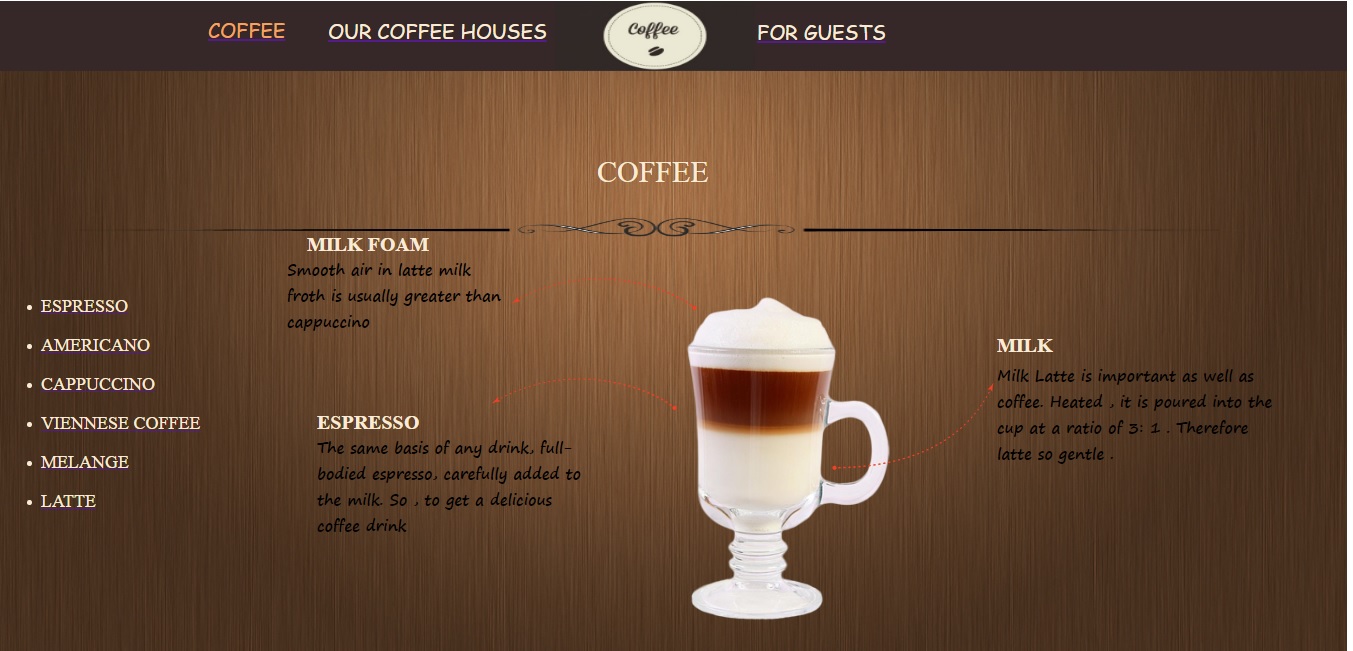 COFFEE
OUR COFFEE HOUSES
Coffee
FOR GUESTS
COFFEE
MILK FOAM
Smooth air in latte milk
froth is usually greater than
cappuccino
ESPRESSO
AMERICANO
CAPPUCCINO
VIENNESE COFFEE
MELANGE
LATTE
ESPRESSO
The same basis of any drink, full-
bodied espresso, carefully added to
the milk. So , to get a delicious
coffee drink
MILK
Milk Latte is important as well as
coffee. Heated , it is poured into the
cup at a ratio of 3: 1 . Therefore
latte so gentle .